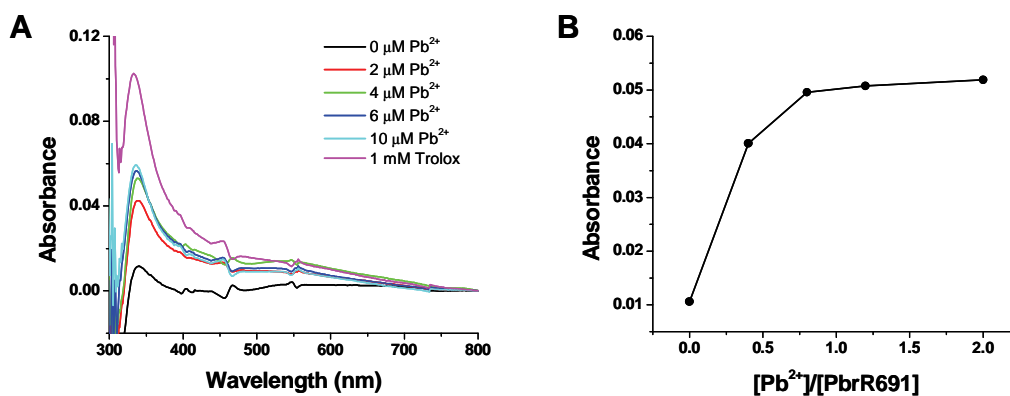 A
0.12
0.08
0.04
0.00
Absorbance
0 μM Pb²⁺
2 μM Pb²⁺
4 μM Pb²⁺
6 μM Pb²⁺
10 μM Pb²⁺
1 mM Trolox
300 400 500 600 700 800
Wavelength (nm)
B
0.06
0.05
0.04
0.03
0.02
0.01
Absorbance
0.0 0.5 1.0 1.5 2.0
[Pb²⁺]/[PbrR691]